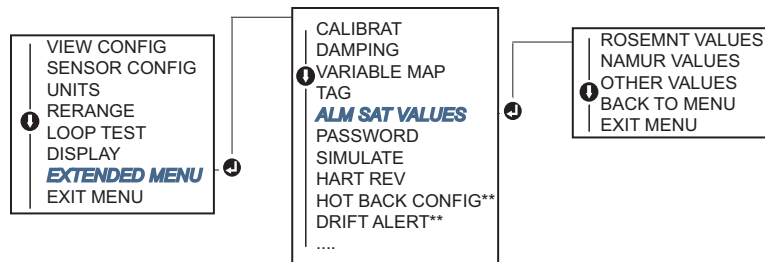 VIEW CONFIG
SENSOR CONFIG
UNITS
RERANGE
LOOP TEST
DISPLAY
EXTENDED MENU
EXIT MENU
CALIBRAT
DAMPING
VARIABLE MAP
TAG
ALM SAT VALUES
PASSWORD
SIMULATE
HART REV
HOT BACK CONFIG**
DRIFT ALERT**
....
ROSEMNT VALUES
NAMUR VALUES
OTHER VALUES
BACK TO MENU
EXIT MENU